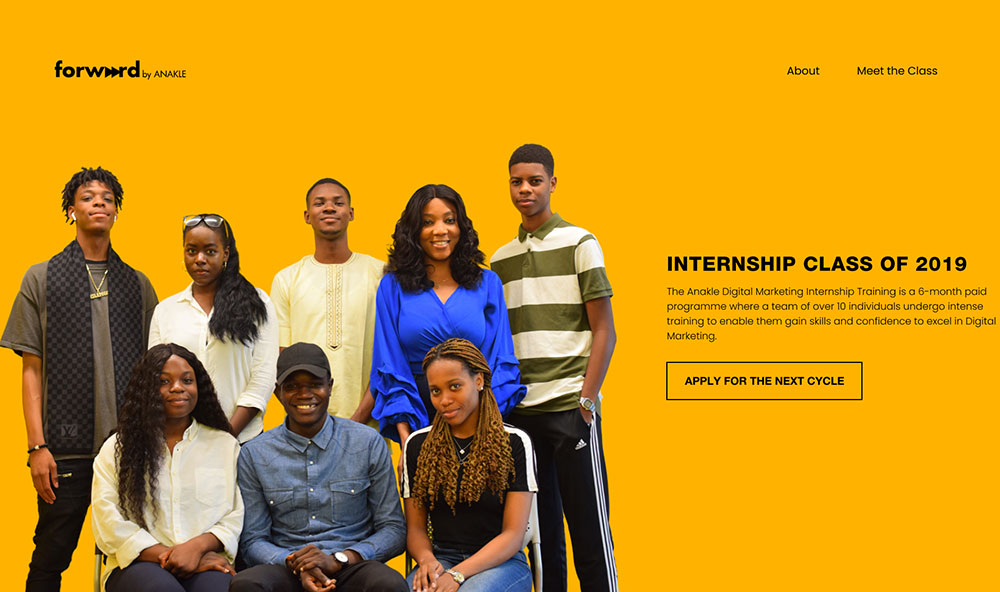 forward by ANAKLE
About
Meet the Class
INTERNSHIP CLASS OF 2019
The Anakle Digital Marketing Internship Training is a 6-month paid
programme where a team of over 10 individuals undergo intense
training to enable them gain skills and confidence to excel in Digital
Marketing.
APPLY FOR THE NEXT CYCLE
adidas